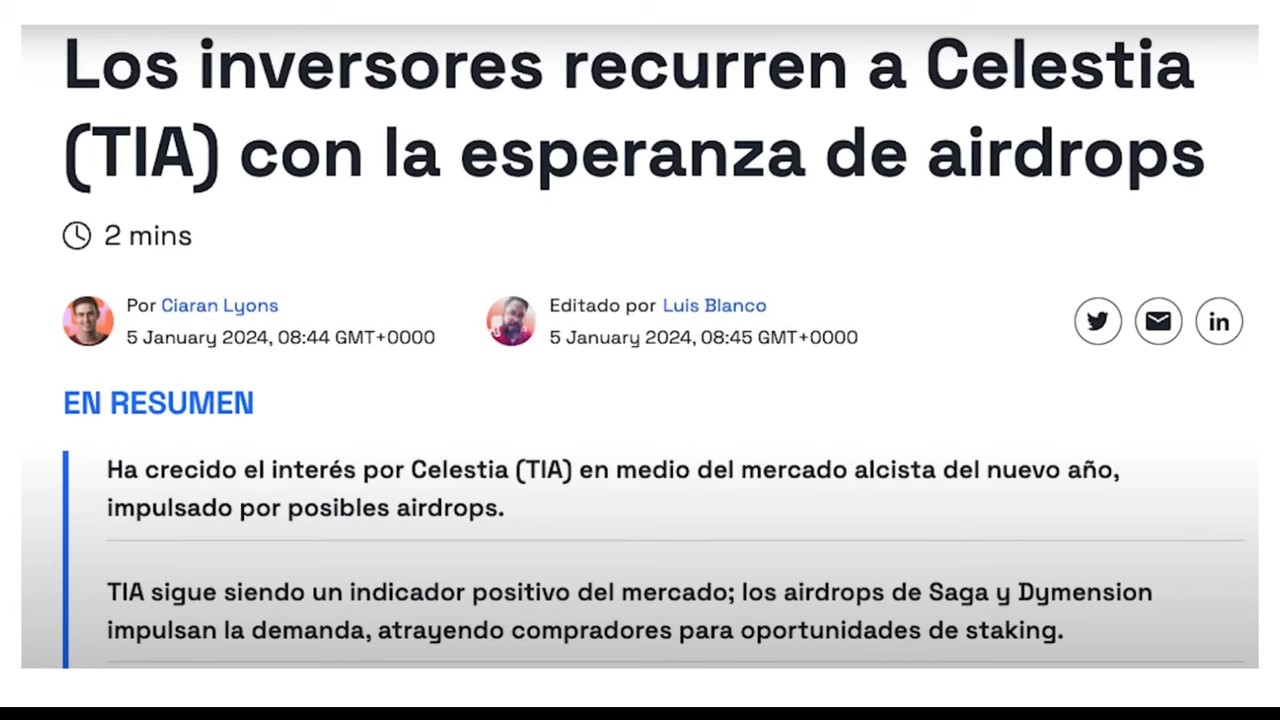 Los inversores recurren a Celestia
(TIA) con la esperanza de airdrops
2 mins
Por Ciaran Lyons
5 January 2024, 08:44 GMT+0000
Editado por Luis Blanco
5 January 2024, 08:45 GMT+0000
in
EN RESUMEN
Ha crecido el interés por Celestia (TIA) en medio del mercado alcista del nuevo año,
impulsado por posibles airdrops.
TIA sigue siendo un indicador positivo del mercado; los airdrops de Saga y Dymension
impulsan la demanda, atrayendo compradores para oportunidades de staking.